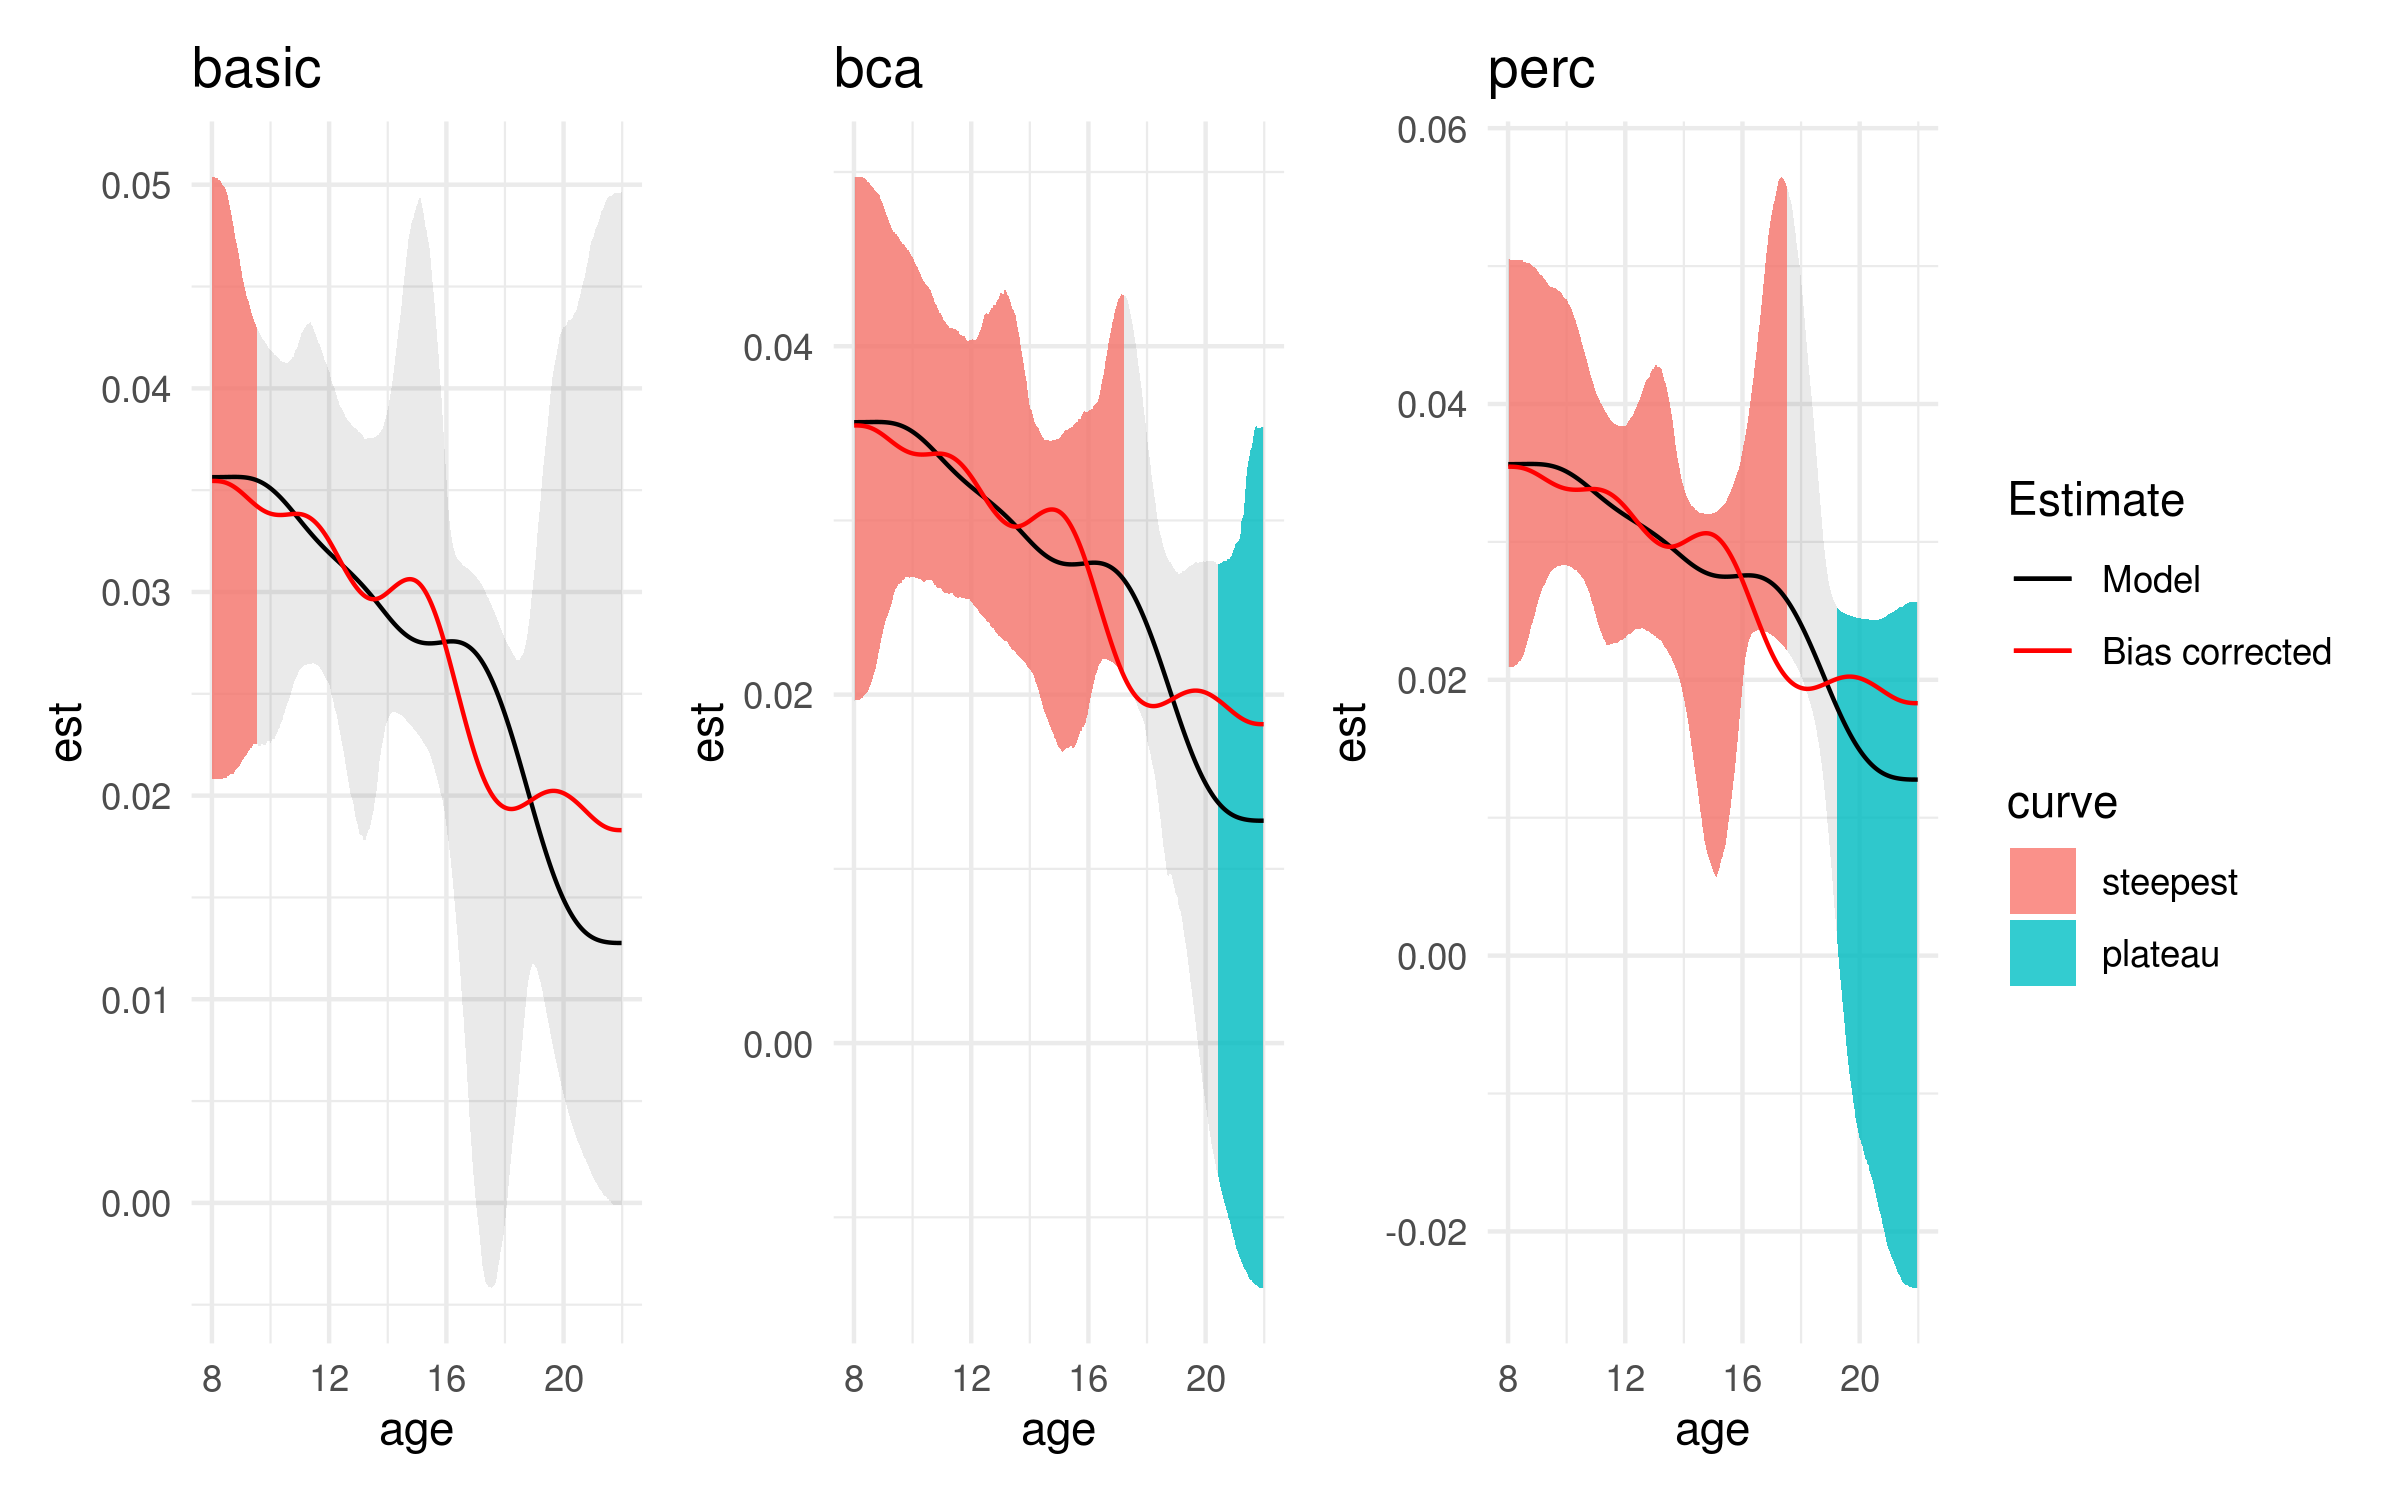 basic
0.05
0.04
0.03
0.02
0.01
0.00
est
8 12 16 20
age
bca
0.04
0.02
0.00
est
8 12 16 20
age
perc
0.06
0.04
0.02
0.00
-0.02
est
8 12 16 20
age
Estimate
Model
Bias corrected
curve
steepest
plateau